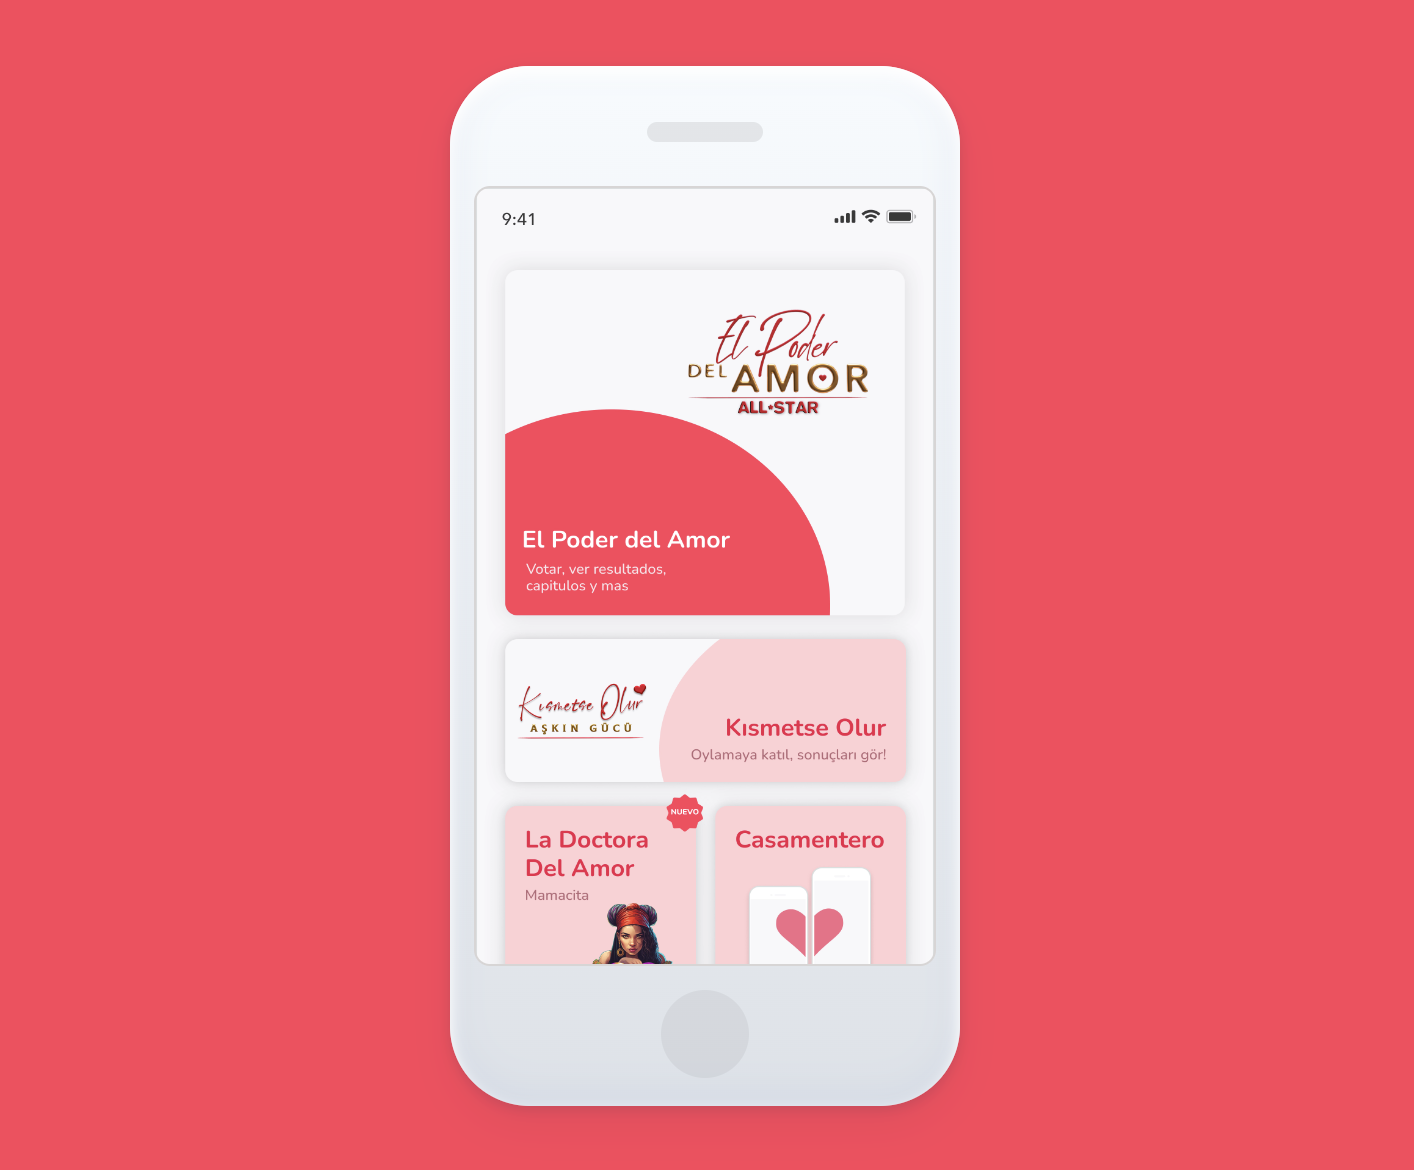 9:41
El Poder
DEL AMOR
ALL★STAR
El Poder del Amor
Votar, ver resultados,
capitulos y mas
Kısmetse Olur
AŞKIN GÜCÜ
Kısmetse Olur
Oylamaya katıl, sonuçları gör!
NUEVO
La Doctora
Del Amor
Mamacita
Casamentero